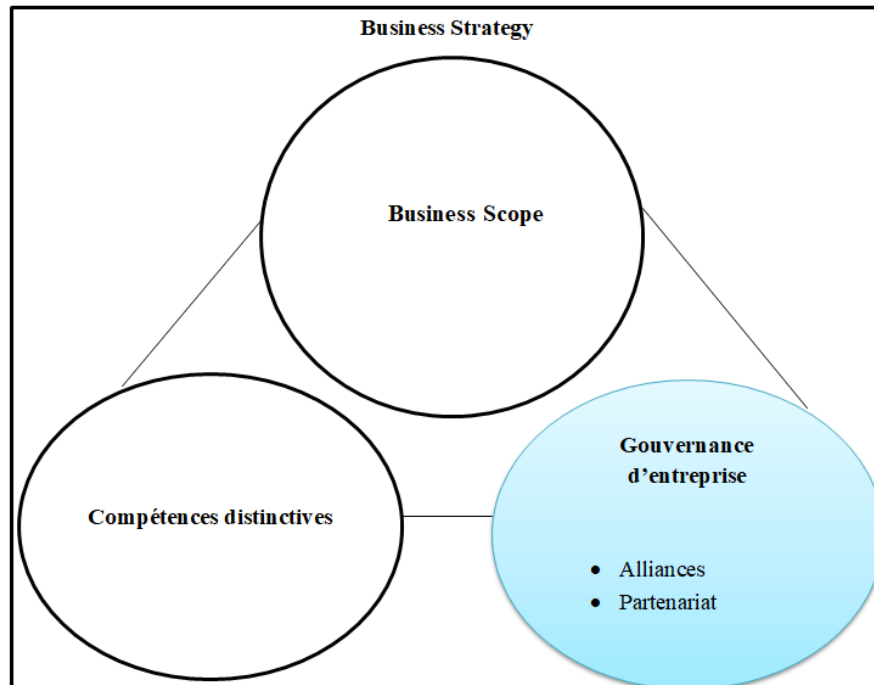 Business Strategy
Business Scope
Compétences distinctives
Gouvernance
d’entreprise
• Alliances
• Partenariat